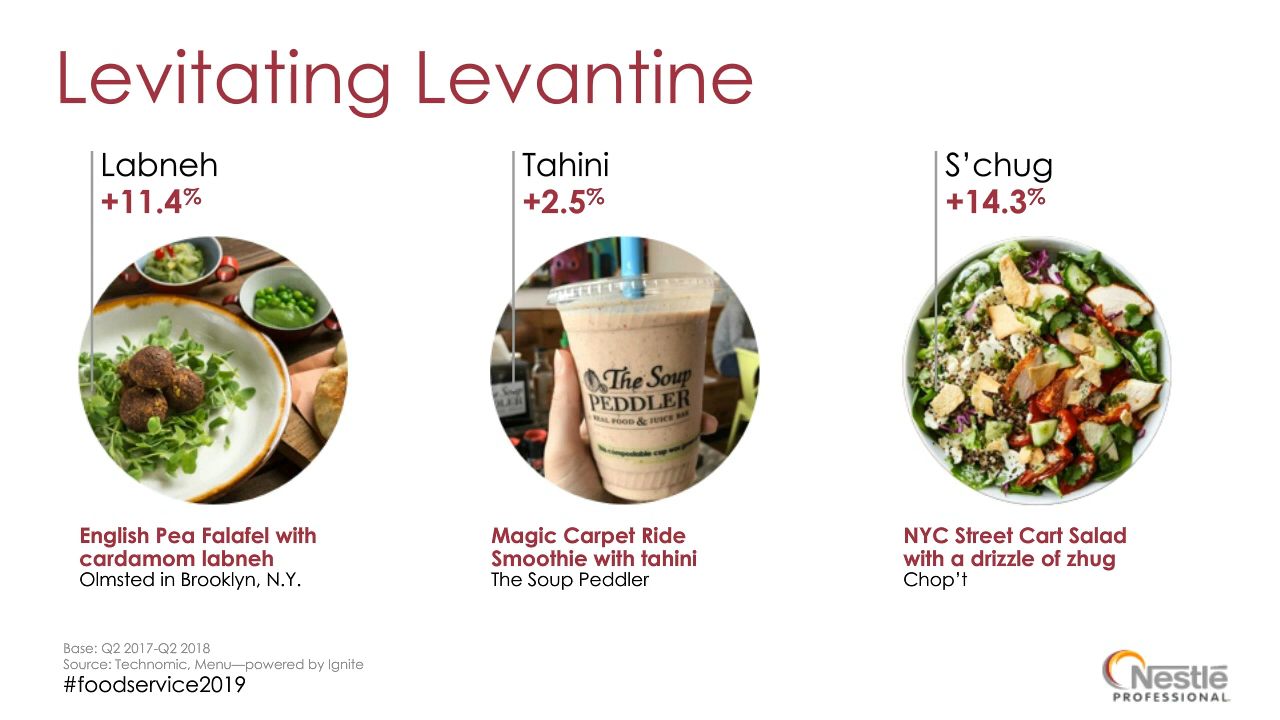 Levitating Levantine
Labneh
+11.4%
Tahini
+2.5%
S’chug
+14.3%
The Soup
PEDDLER
REAL FOOD & JUICE BAR
English Pea Falafel with
cardamom labneh
Olmsted in Brooklyn, N.Y.
Magic Carpet Ride
Smoothie with tahini
The Soup Peddler
NYC Street Cart Salad
with a drizzle of zhug
Chop’t
Base: Q2 2017-Q2 2018
Source: Technomic, Menu—powered by Ignite
#foodservice2019
Nestlé
PROFESSIONAL